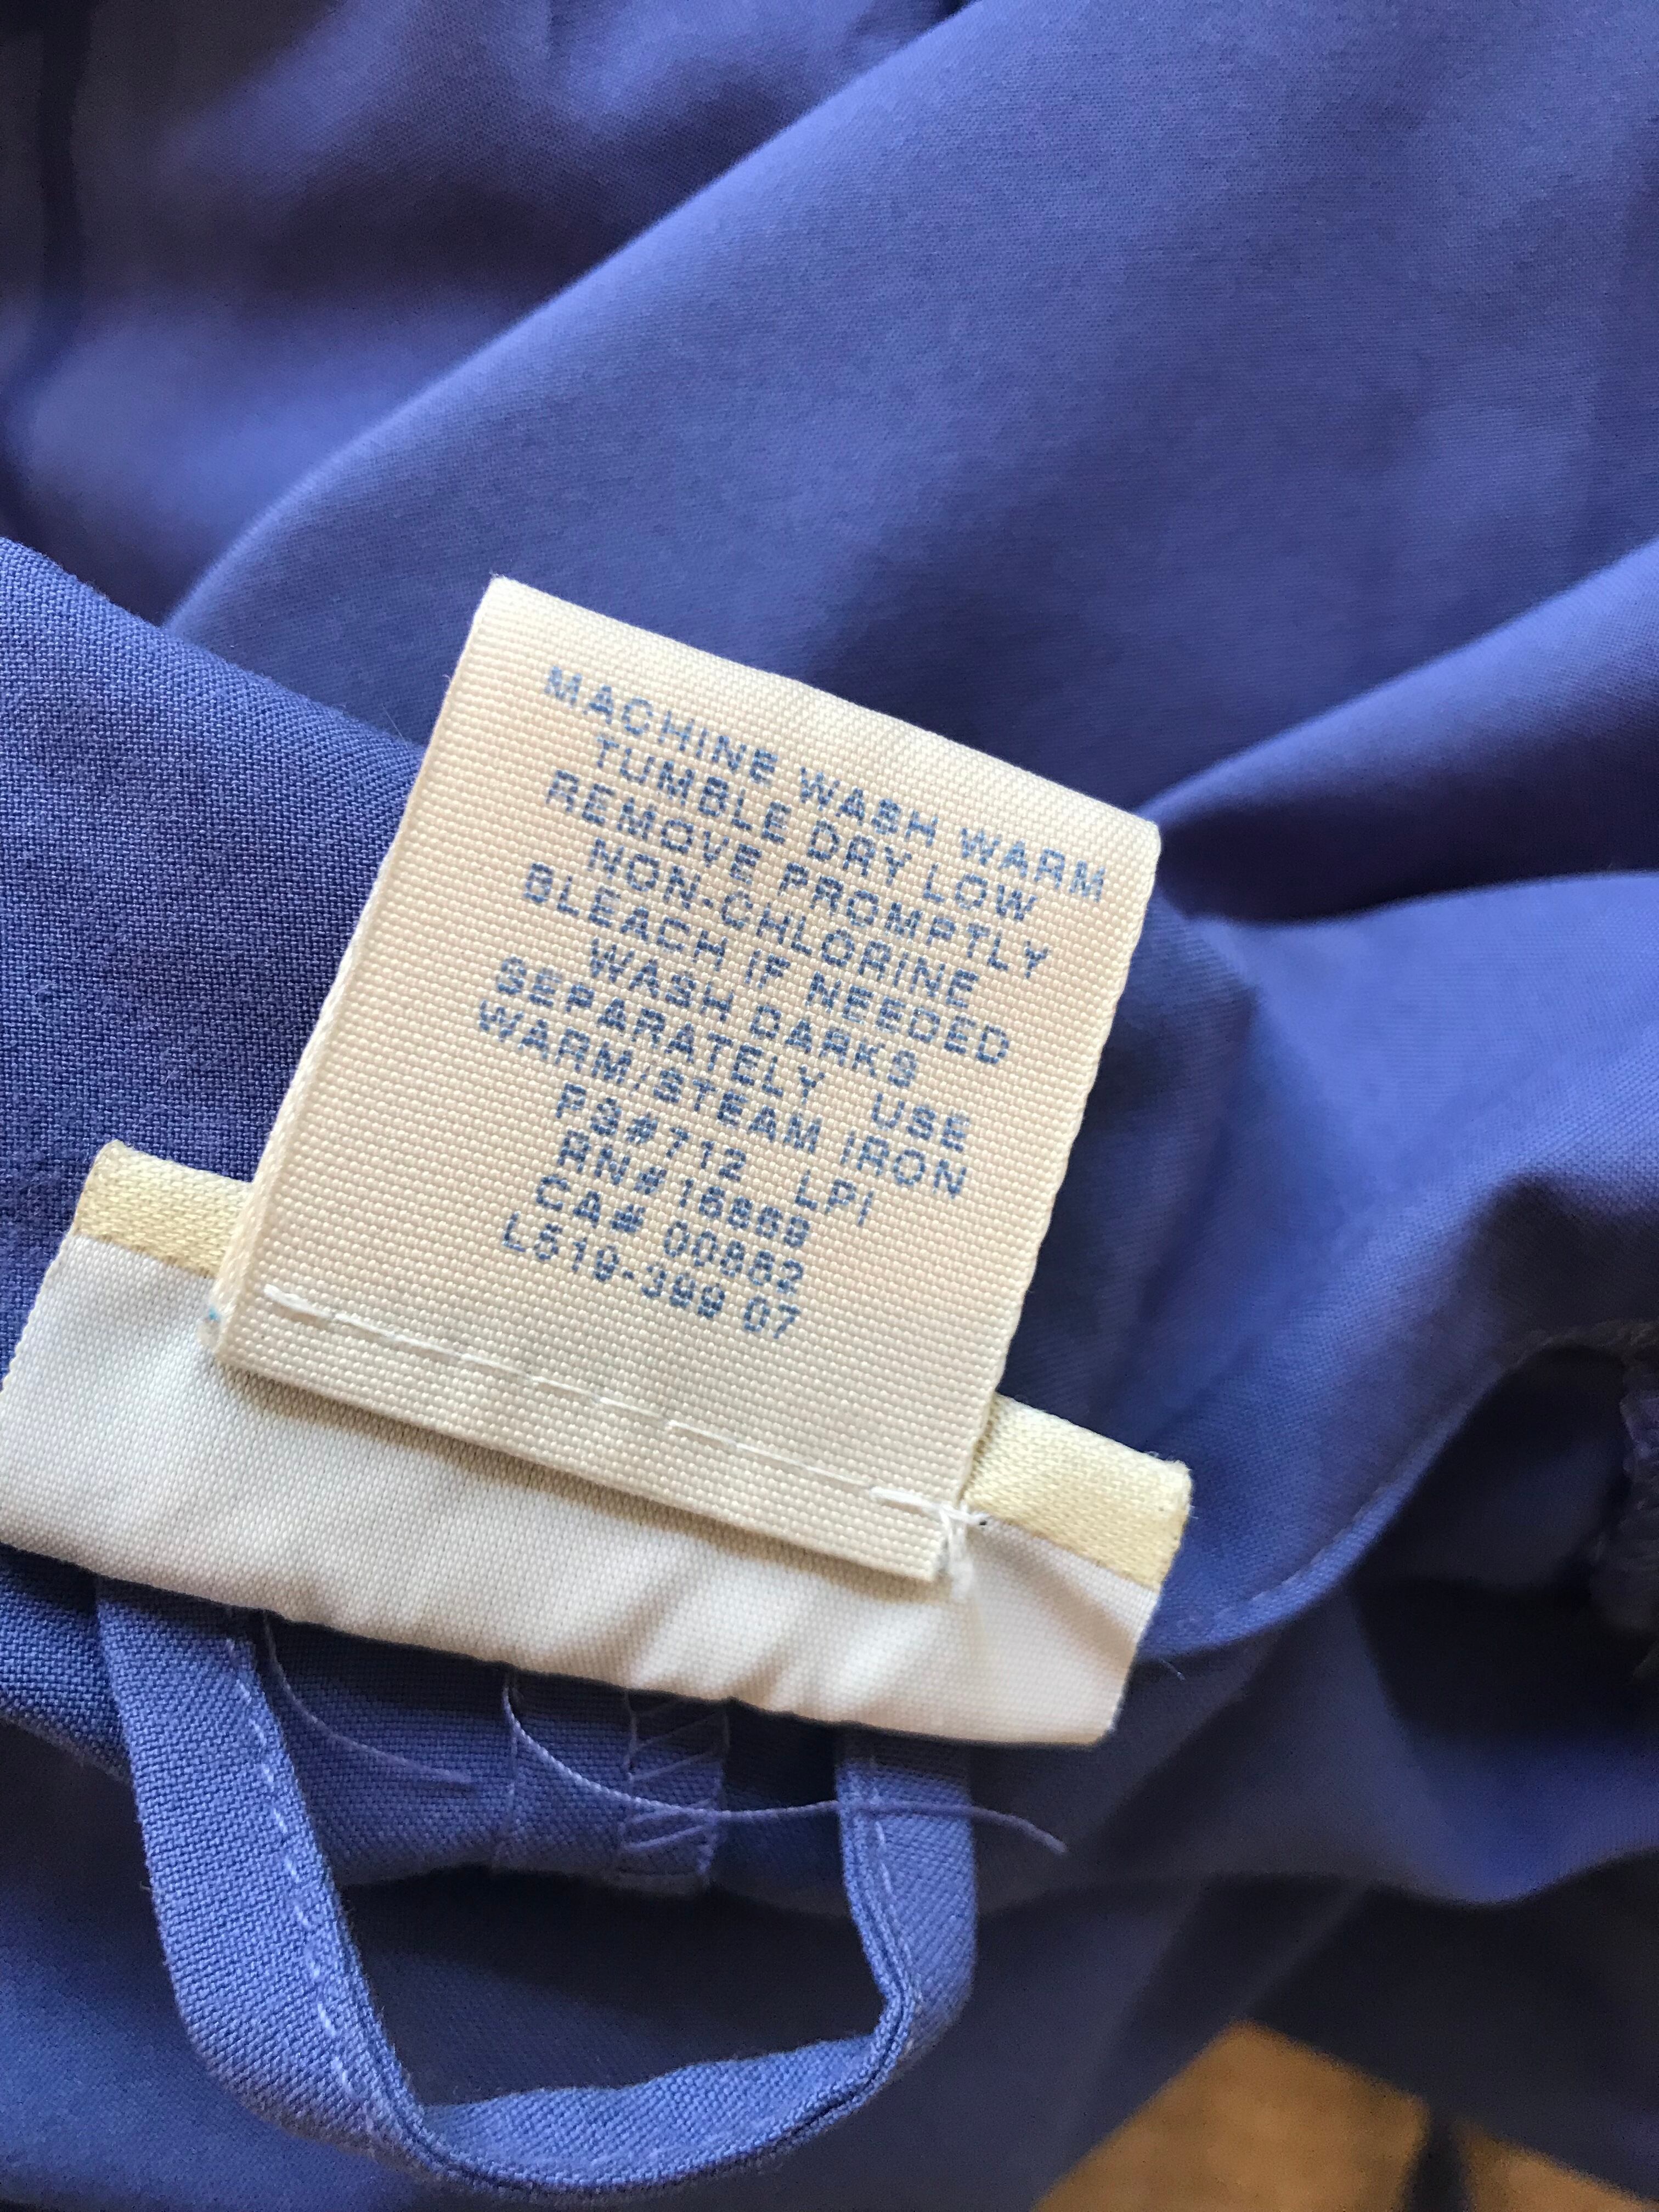 MACHINE WASH WARM
TUMBLE DRY LOW
REMOVE PROMPTLY
NON-CHLORINE
BLEACH IF NEEDED
WASH DARKS
SEPARATELY USE
WARM/STEAM IRON
PS#712 LPI
RN#16869
CA# 00882
L519-399 07